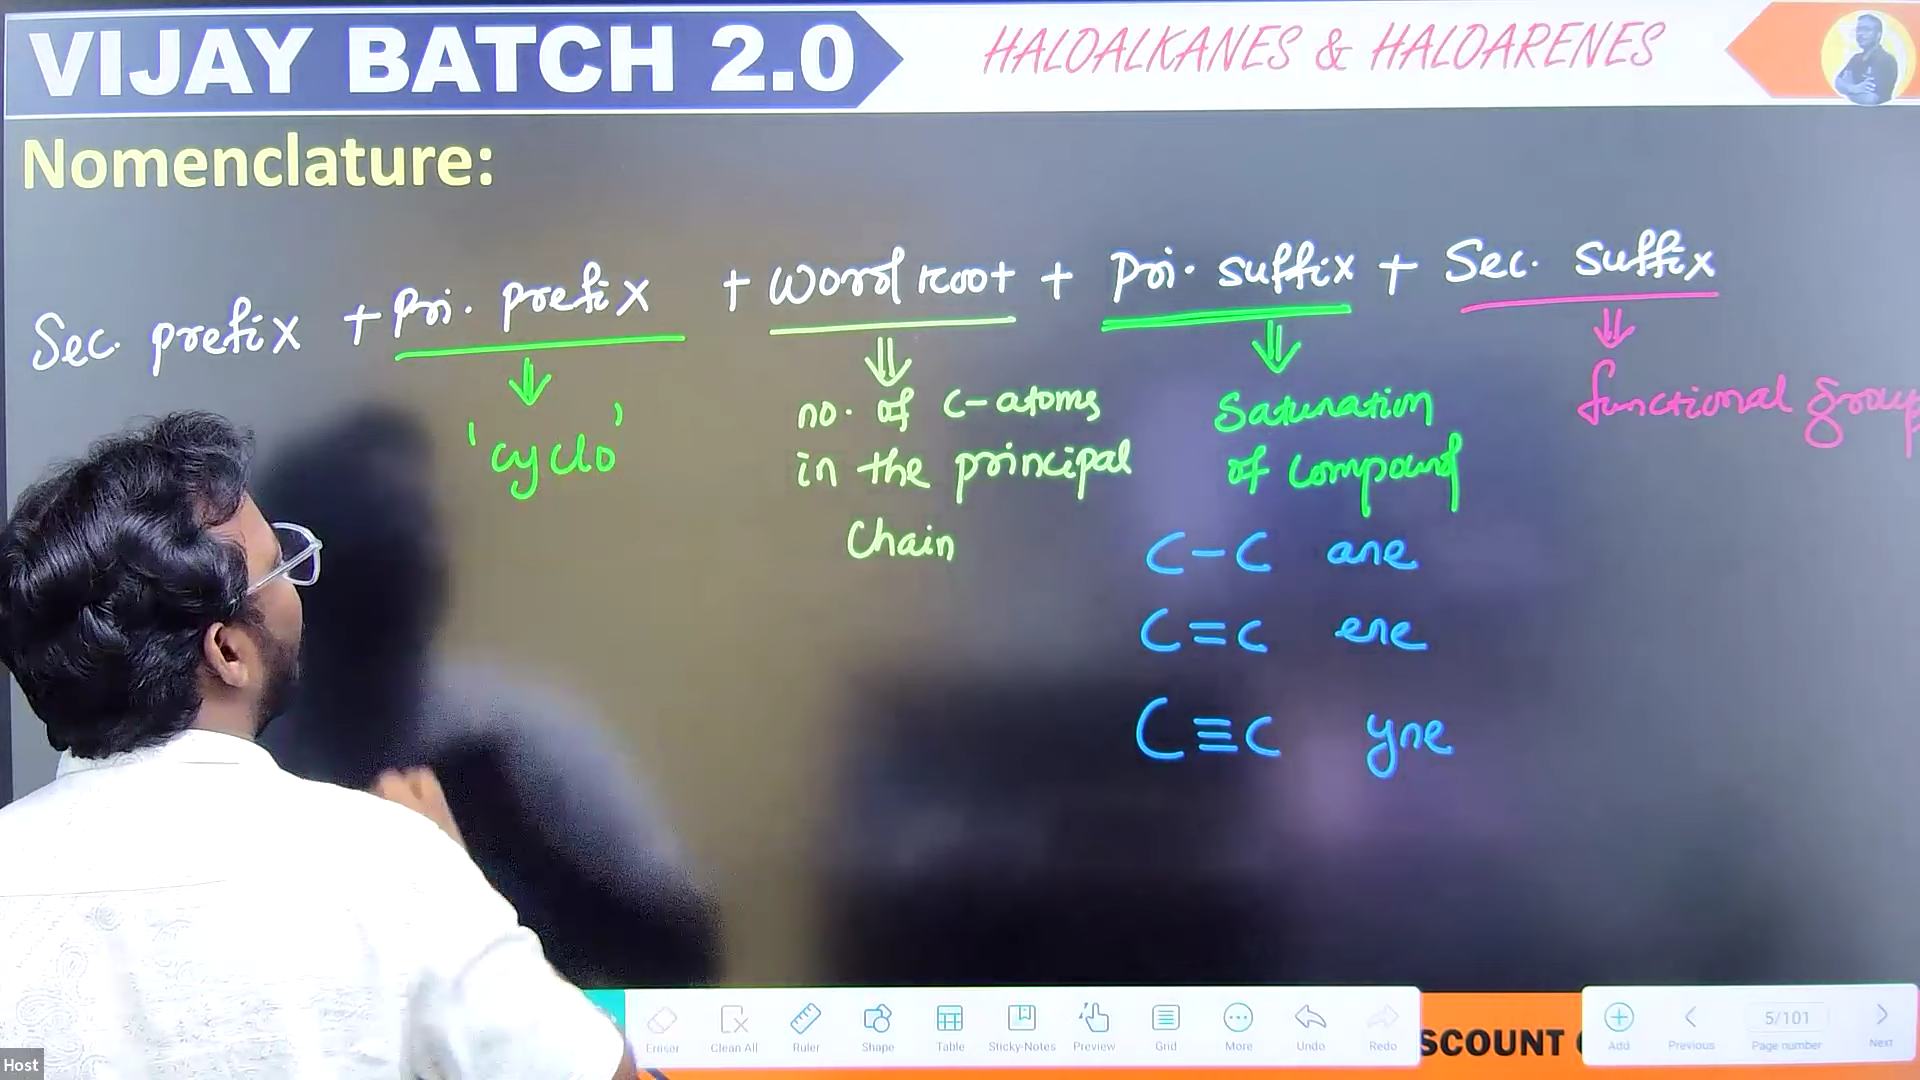 VIJAY BATCH 2.0
HALOALKANES & HALOARENES
Nomenclature:
Sec. prefix + Pri. prefix + Word root + Pri. suffix + Sec. suffix
'cyclo'
no. of C-atoms
in the principal
Chain
Saturation
of compound
functional group
C-C ane
C=C ene
C≡C yne
Eraser
Clean All
Ruler
Shape
Table
Sticky-Notes
Preview
Grid
More
Undo
Redo
SCOUNT
Add
Previous
5/101
Page number
Next
Host